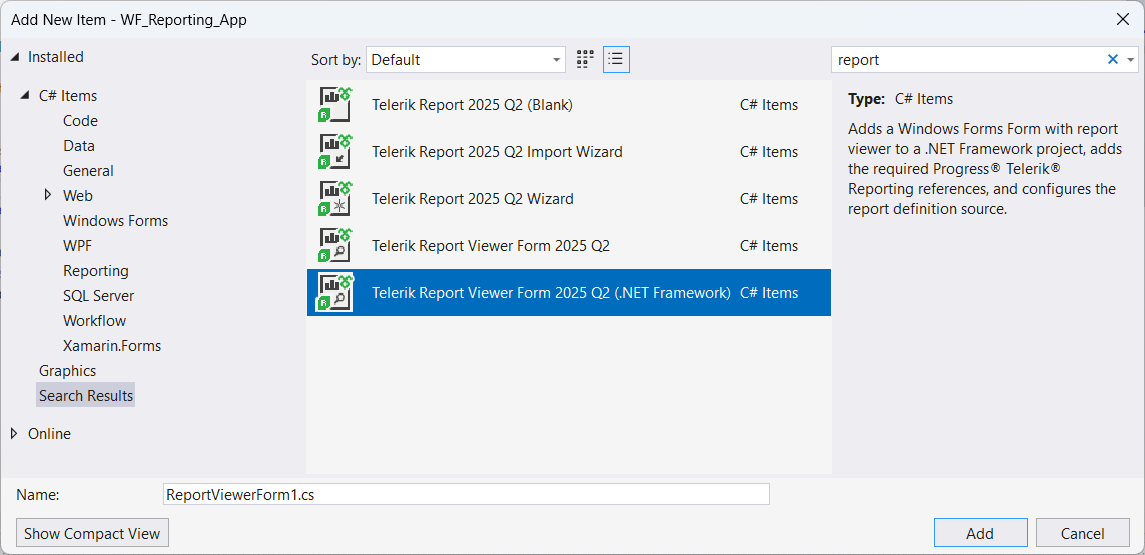 Add New Item - WF_Reporting_App
Installed
C# Items
Code
Data
General
Web
Windows Forms
WPF
Reporting
SQL Server
Workflow
Xamarin.Forms
Graphics
Search Results
Online
Sort by: Default
Telerik Report 2025 Q2 (Blank) C# Items
Telerik Report 2025 Q2 Import Wizard C# Items
Telerik Report 2025 Q2 Wizard C# Items
Telerik Report Viewer Form 2025 Q2 C# Items
Telerik Report Viewer Form 2025 Q2 (.NET Framework) C# Items
report
Type: C# Items
Adds a Windows Forms Form with report
viewer to a .NET Framework project, adds
the required Progress® Telerik®
Reporting references, and configures the
report definition source.
Name: ReportViewerForm1.cs
Show Compact View
Add Cancel